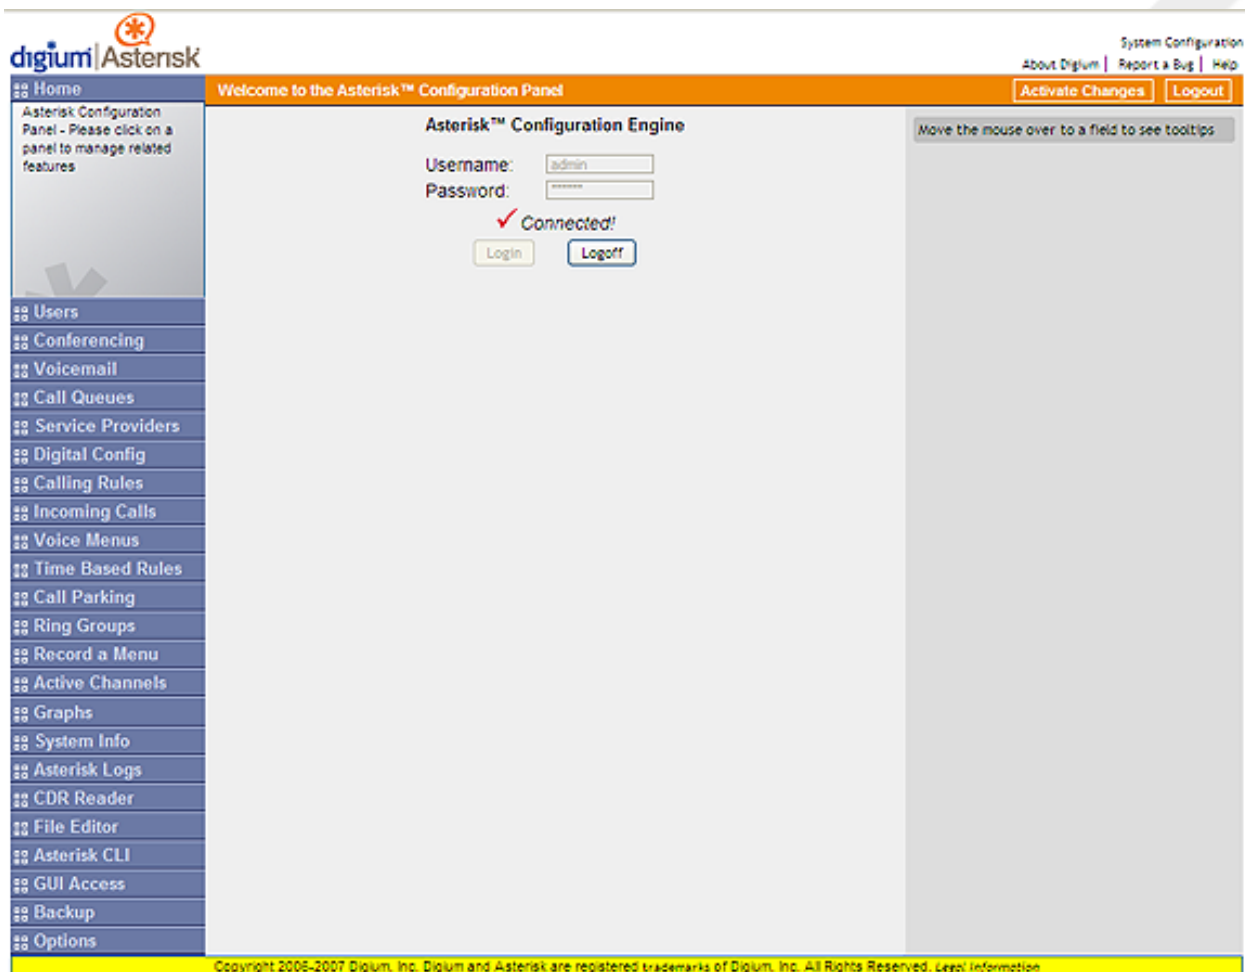 digium Asterisk
System Configuration
About Digium | Report a Bug | Help
Home
Welcome to the Asterisk™ Configuration Panel
Activate Changes
Logout
Asterisk Configuration
Panel - Please click on a
panel to manage related
features
Asterisk™ Configuration Engine
Username: admin
Password: ******
Connected!
Login
Logoff
Move the mouse over to a field to see tooltips
Users
Conferencing
Voicemail
Call Queues
Service Providers
Digital Config
Calling Rules
Incoming Calls
Voice Menus
Time Based Rules
Call Parking
Ring Groups
Record a Menu
Active Channels
Graphs
System Info
Asterisk Logs
CDR Reader
File Editor
Asterisk CLI
GUI Access
Backup
Options
Copyright 2006-2007 Digium, Inc. Digium and Asterisk are registered trademarks of Digium, Inc. All Rights Reserved. Legal Information